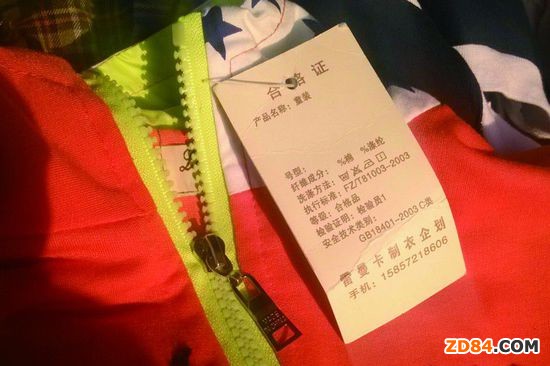 合格证
产品名称：童装
号型：
纤维成分：%棉 %涤纶
洗涤方法：
执行标准：FZ/T81003-2003
等级：合格品
检验证明：检验员1
安全技术类别：
GB18401-2003 C类
雷曼卡制衣企划
手机：15857218606
ZD84.com